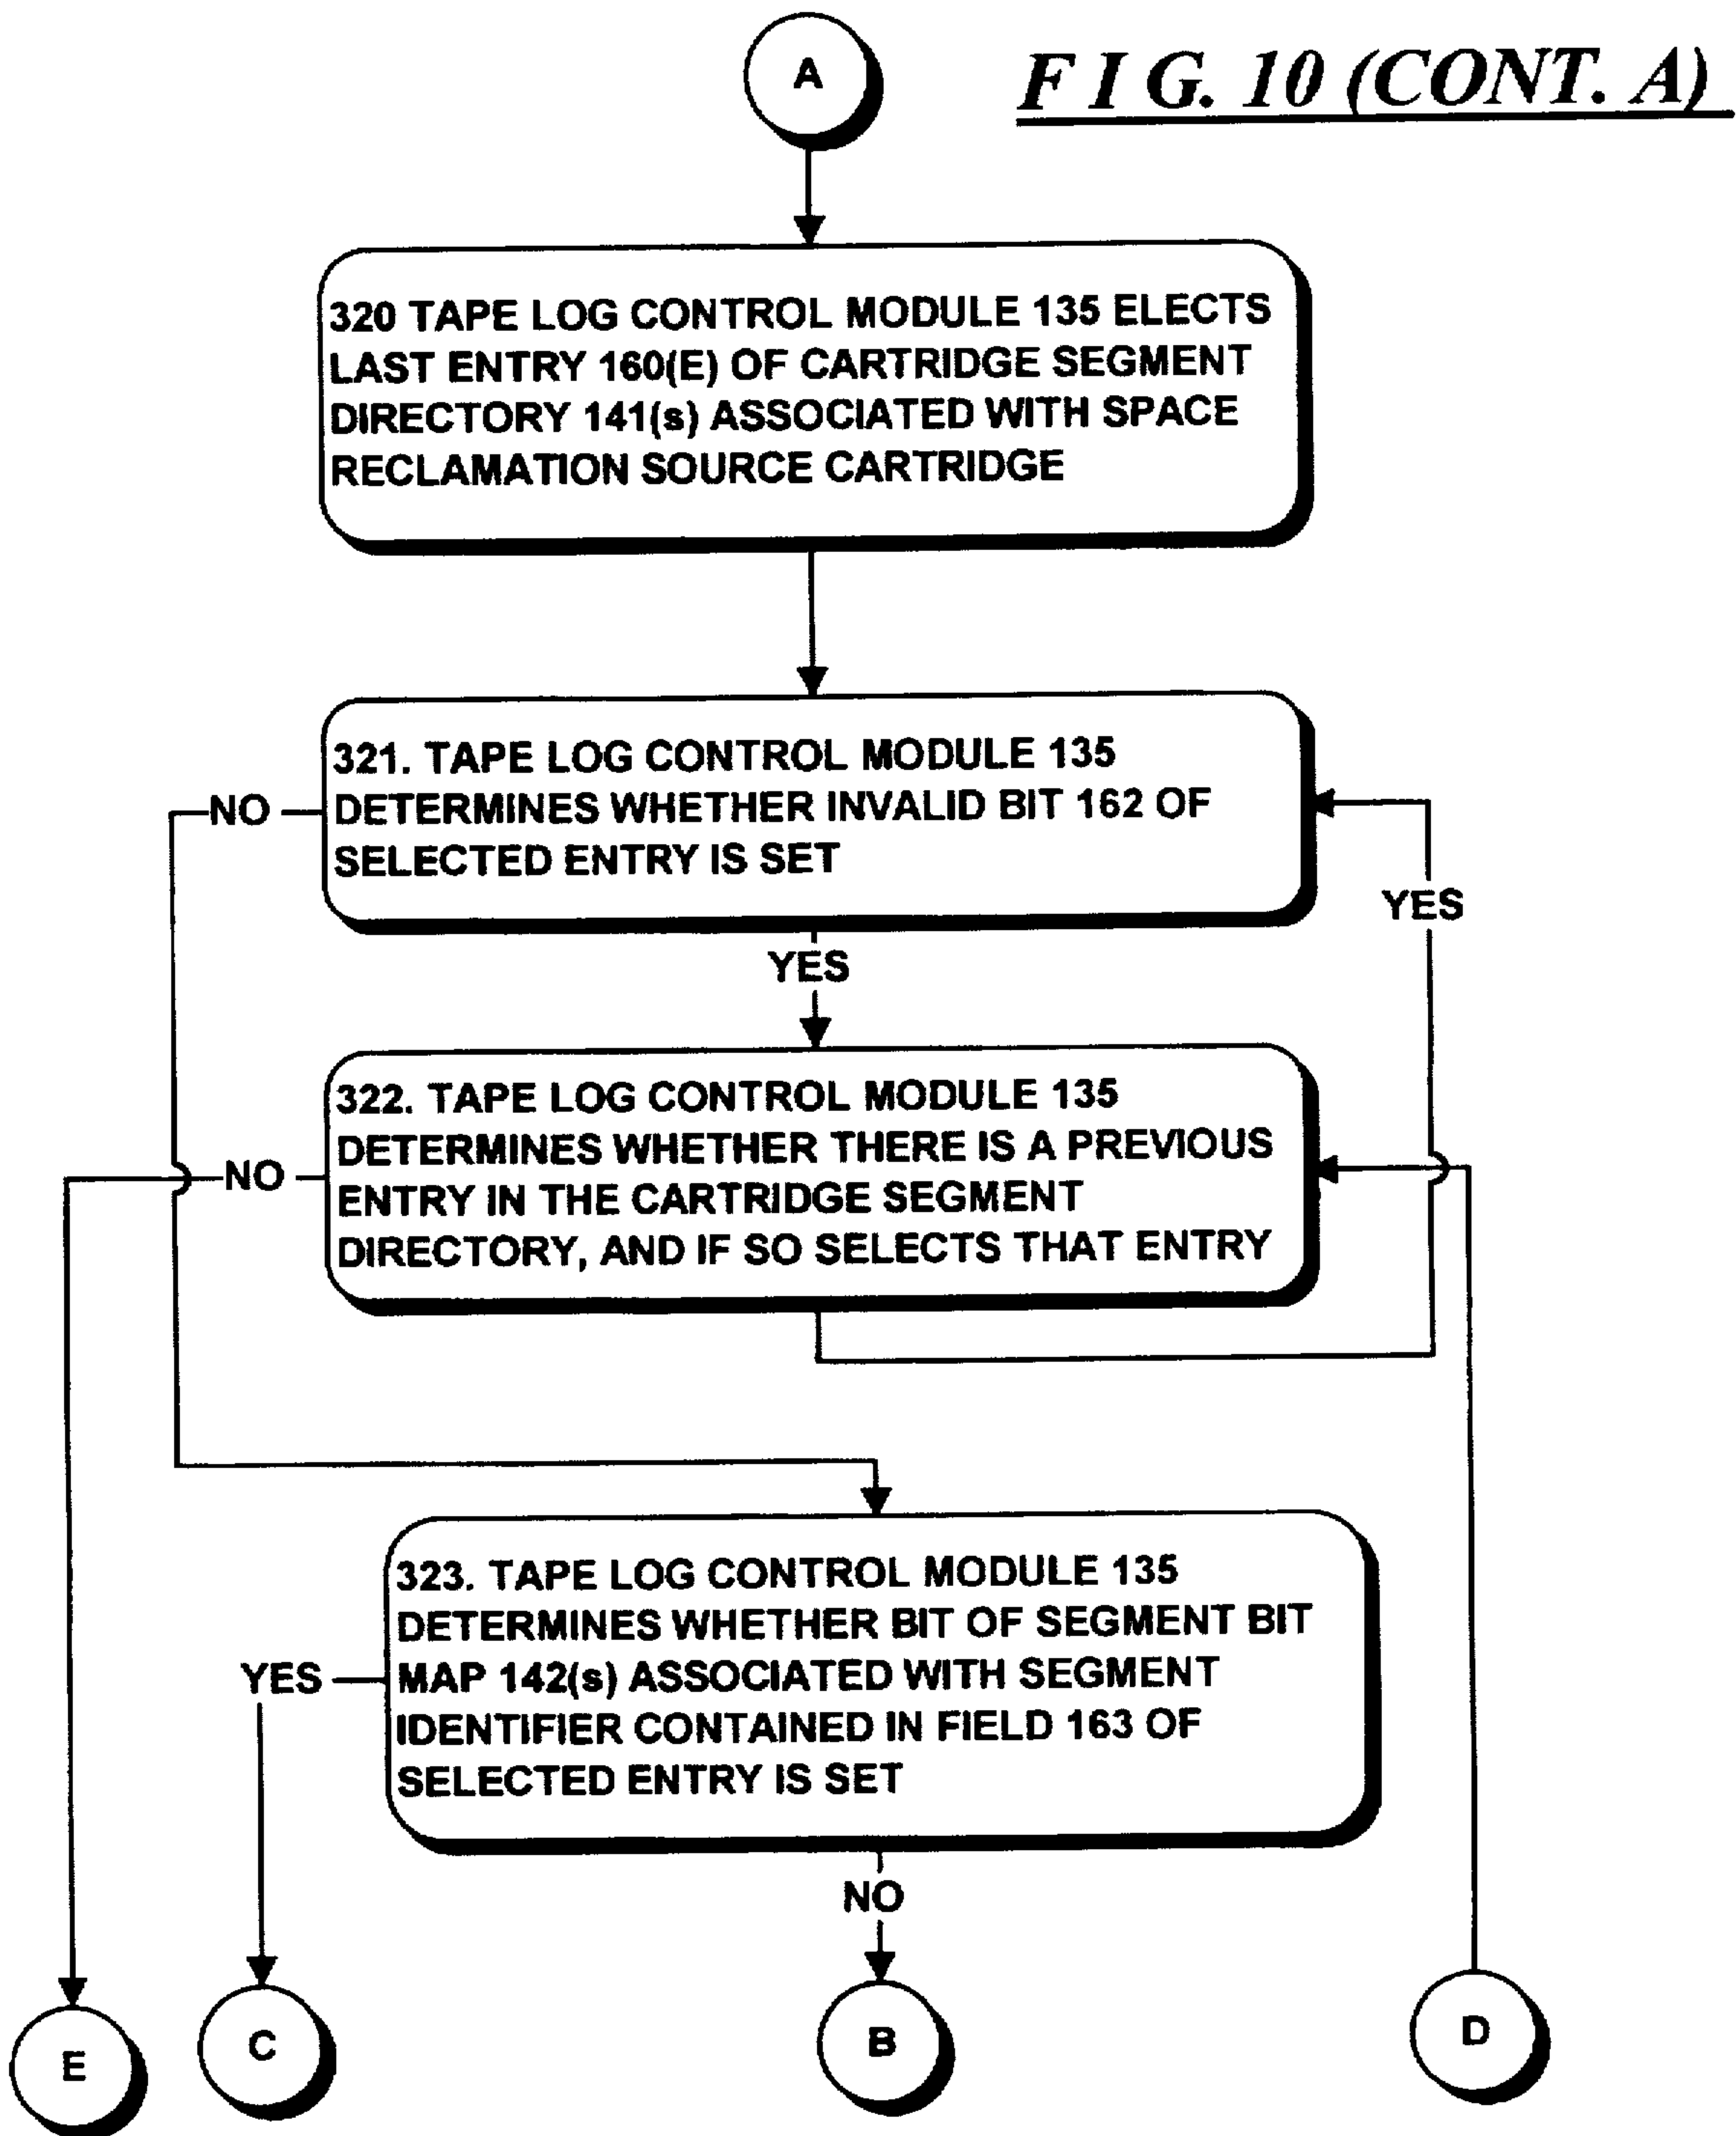 A
FIG. 10 (CONT. A)
320 TAPE LOG CONTROL MODULE 135 ELECTS
LAST ENTRY 160(E) OF CARTRIDGE SEGMENT
DIRECTORY 141(s) ASSOCIATED WITH SPACE
RECLAMATION SOURCE CARTRIDGE
321. TAPE LOG CONTROL MODULE 135
DETERMINES WHETHER INVALID BIT 162 OF
SELECTED ENTRY IS SET
NO
YES
YES
322. TAPE LOG CONTROL MODULE 135
DETERMINES WHETHER THERE IS A PREVIOUS
ENTRY IN THE CARTRIDGE SEGMENT
DIRECTORY, AND IF SO SELECTS THAT ENTRY
NO
323. TAPE LOG CONTROL MODULE 135
DETERMINES WHETHER BIT OF SEGMENT BIT
MAP 142(s) ASSOCIATED WITH SEGMENT
IDENTIFIER CONTAINED IN FIELD 163 OF
SELECTED ENTRY IS SET
YES
NO
E
C
B
D